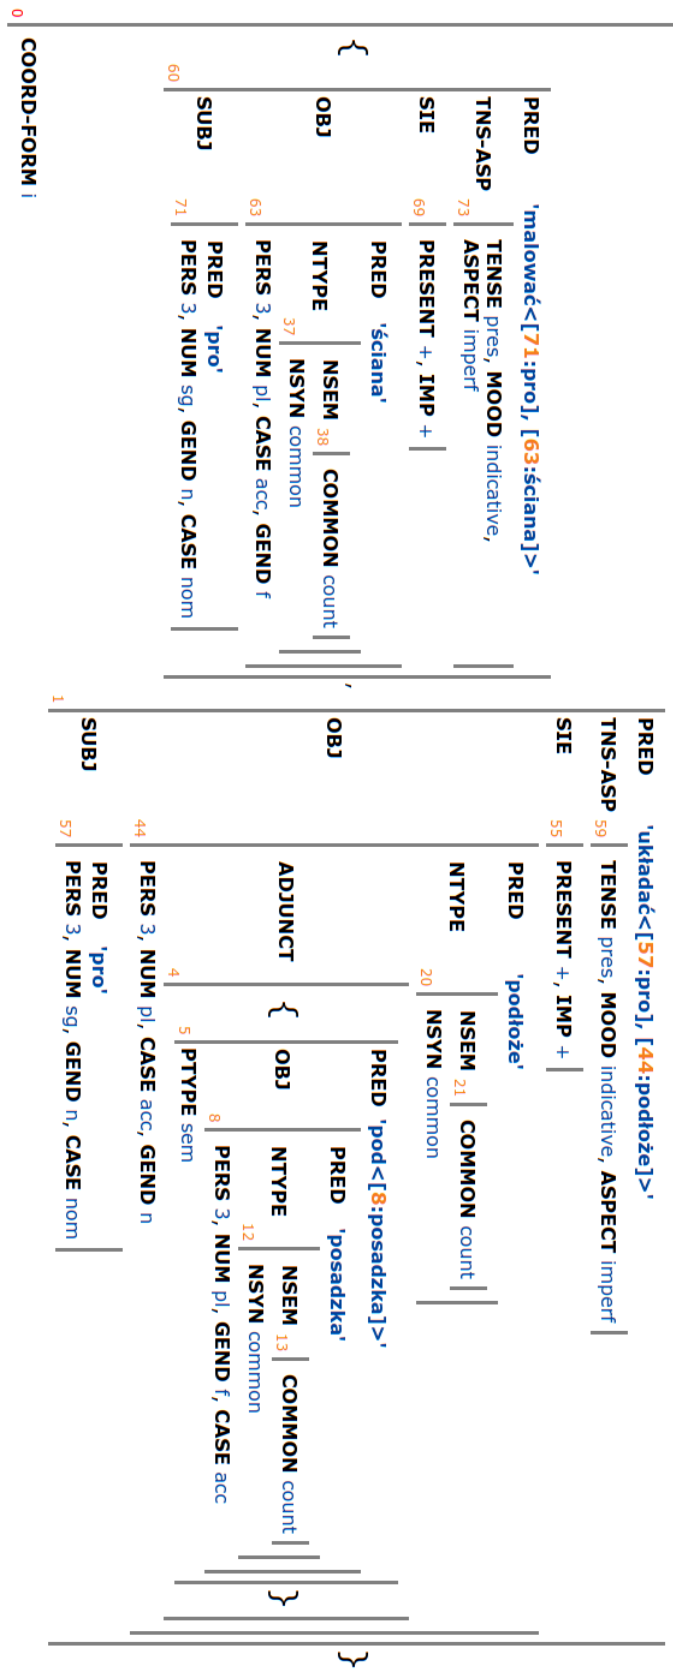 {
PRED 'malować<[71:pro], [63:ściana]>'
TNS-ASP 73 TENSE pres, MOOD indicative,
ASPECT imperf
SIE 69 PRESENT +, IMP +
OBJ
PRED 'ściana'
NTYPE
NSEM 38 COMMON count
37 NSYN common
63 PERS 3, NUM pl, CASE acc, GEND f
SUBJ
PRED 'pro'
71 PERS 3, NUM sg, GEND n, CASE nom
60
,
PRED 'układać<[57:pro], [44:podłoże]>'
TNS-ASP 59 TENSE pres, MOOD indicative, ASPECT imperf
SIE 55 PRESENT +, IMP +
OBJ
PRED 'podłoże'
NTYPE
NSEM 21 COMMON count
20 NSYN common
ADJUNCT
{
PRED 'pod<[8:posadzka]>'
OBJ
PRED 'posadzka'
NTYPE
NSEM 13 COMMON count
12 NSYN common
8 PERS 3, NUM pl, GEND f, CASE acc
5 PTYPE sem
}
4
44 PERS 3, NUM pl, CASE acc, GEND n
SUBJ
PRED 'pro'
57 PERS 3, NUM sg, GEND n, CASE nom
1
}
0 COORD-FORM i